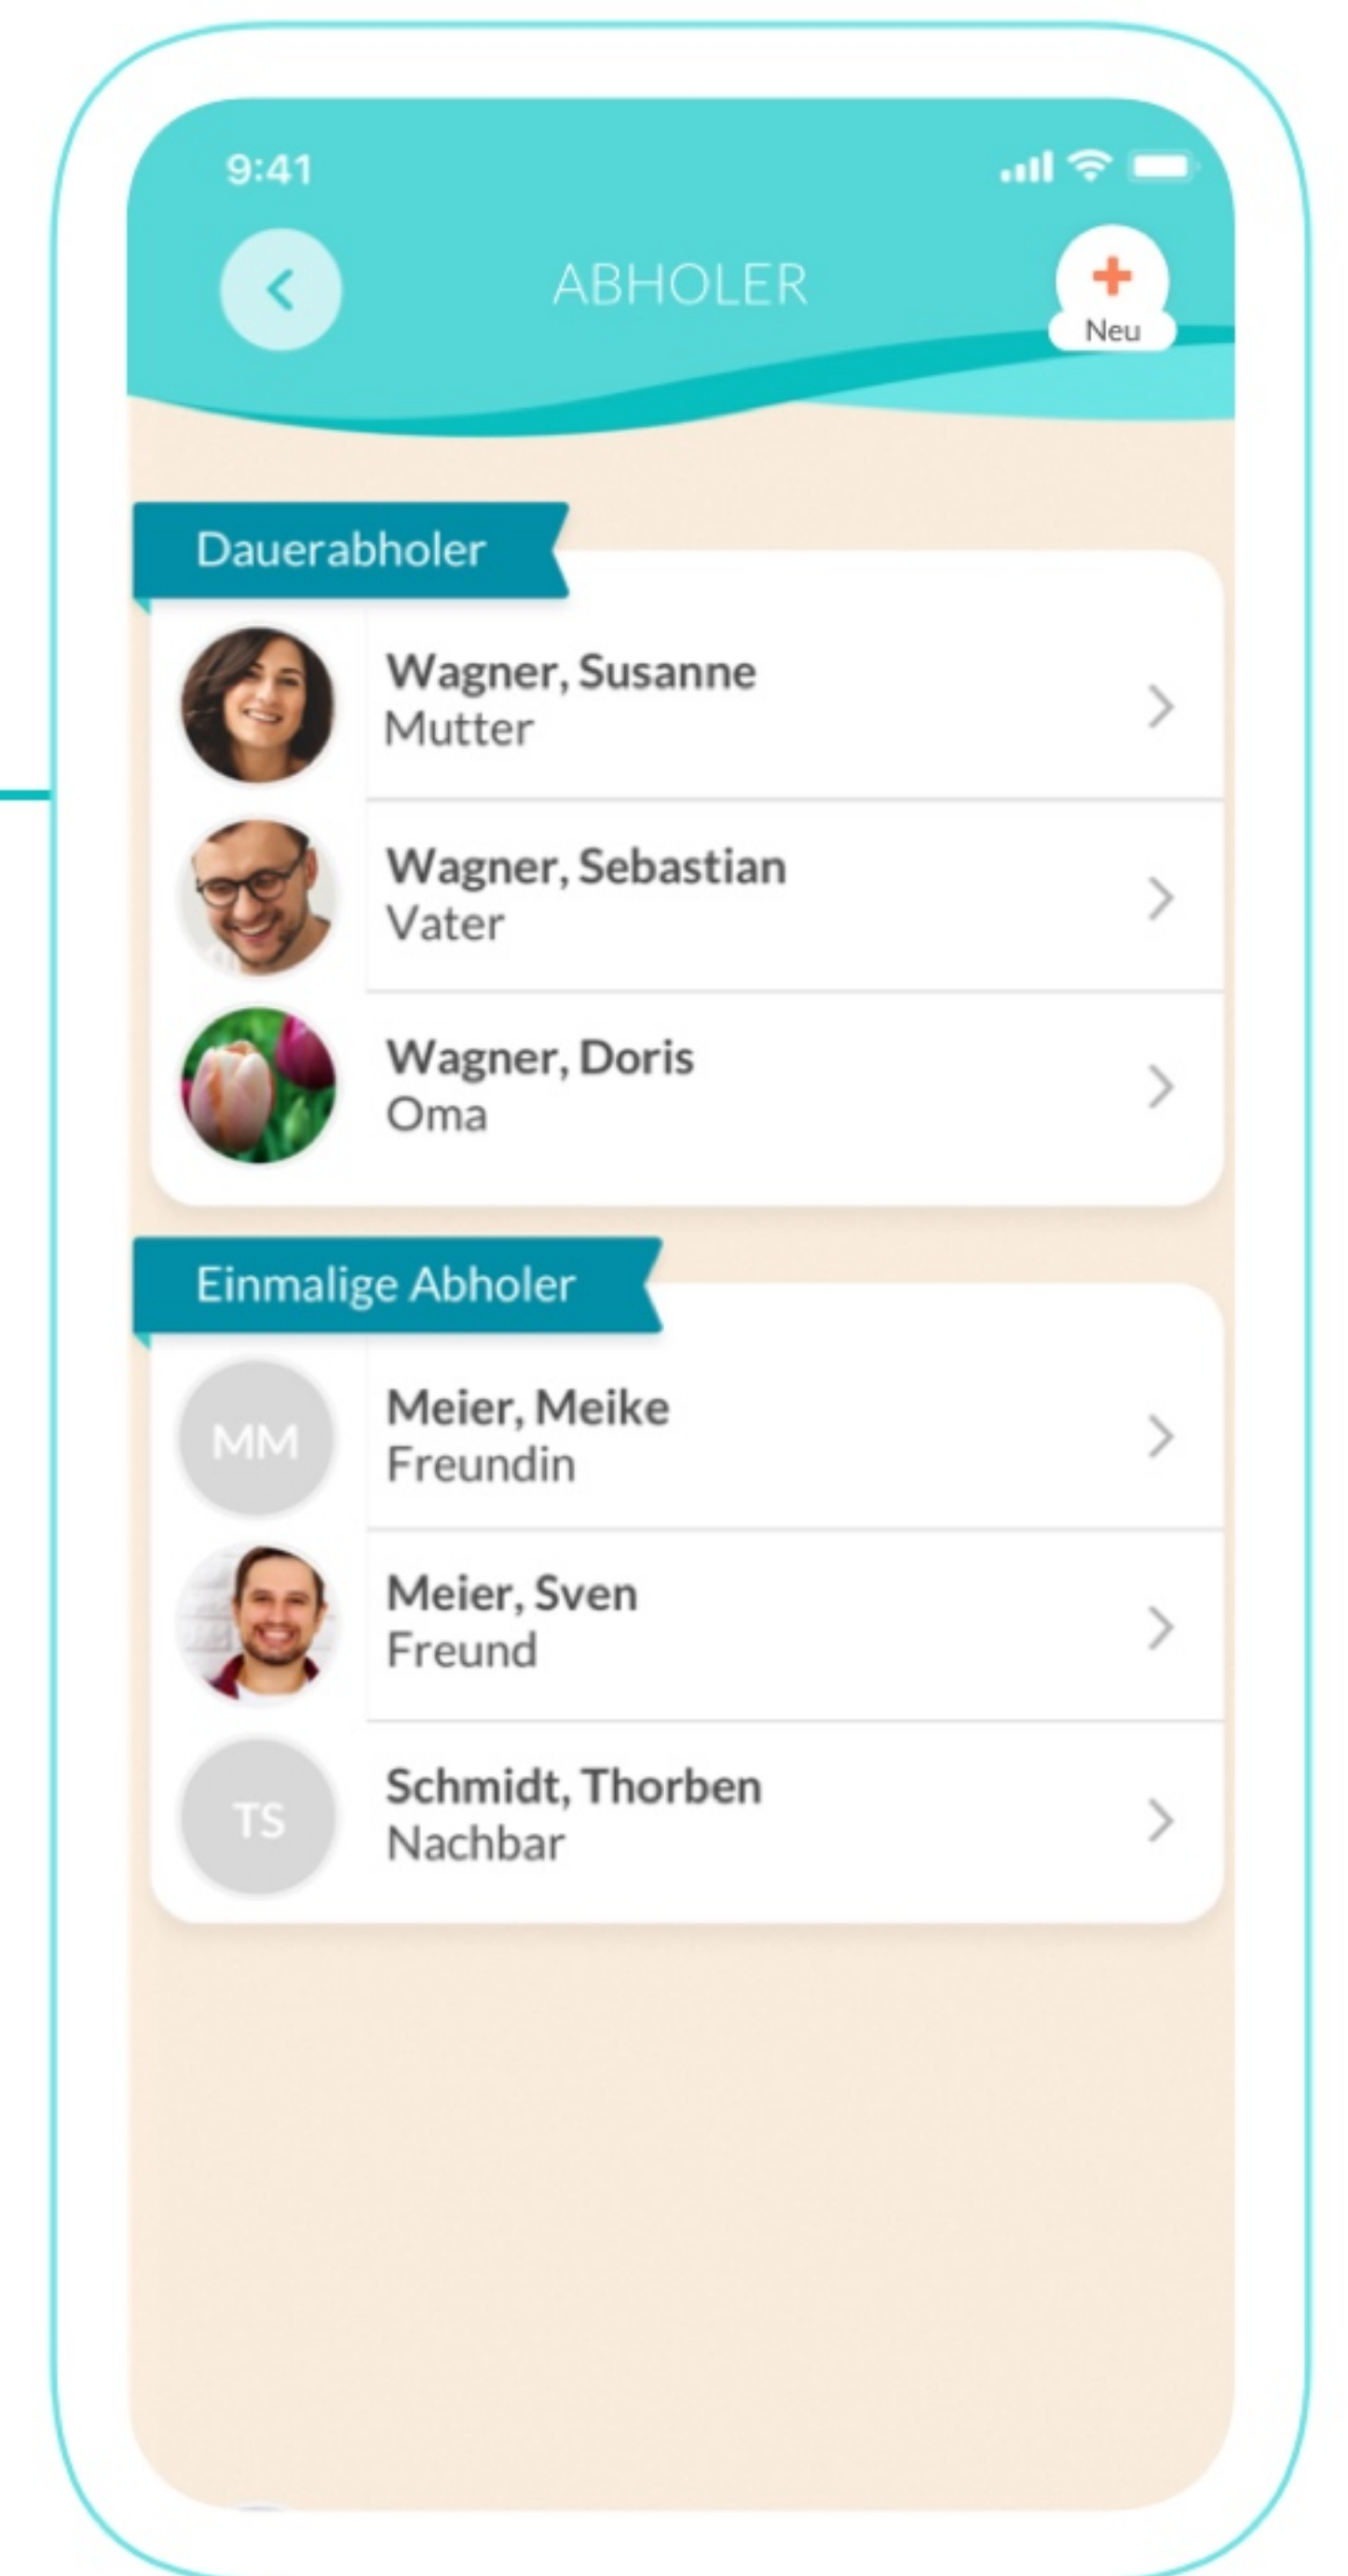 9:41
ABHOLER
Neu
Dauerabholer
Wagner, Susanne
Mutter
Wagner, Sebastian
Vater
Wagner, Doris
Oma
Einmalige Abholer
MM
Meier, Meike
Freundin
Meier, Sven
Freund
TS
Schmidt, Thorben
Nachbar